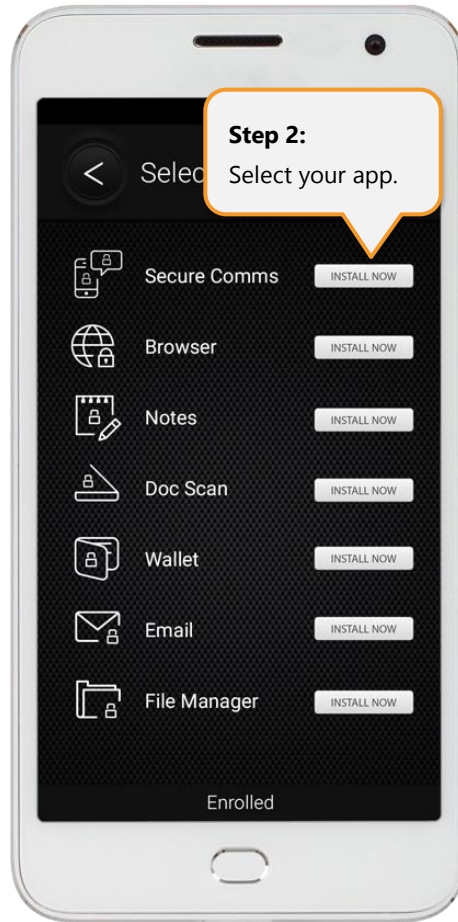 Step 2:
Select your app.
Selec
Secure Comms
INSTALL NOW
Browser
INSTALL NOW
Notes
INSTALL NOW
Doc Scan
INSTALL NOW
Wallet
INSTALL NOW
Email
INSTALL NOW
File Manager
INSTALL NOW
Enrolled